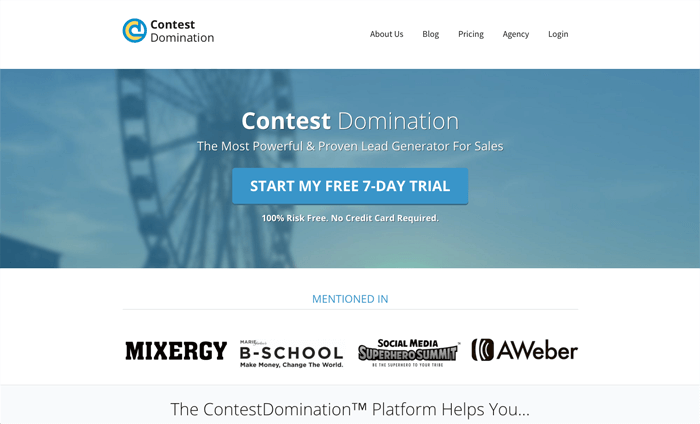 Contest
Domination
About Us Blog Pricing Agency Login
Contest Domination
The Most Powerful & Proven Lead Generator For Sales
START MY FREE 7-DAY TRIAL
100% Risk Free. No Credit Card Required.
MENTIONED IN
MIXERGY
MARIE
B-SCHOOL
Make Money, Change The World.
SOCIAL MEDIA
SUPERHERO SUMMIT
BE THE SUPERHERO TO YOUR TRIBE
AWeber
The ContestDomination™ Platform Helps You...